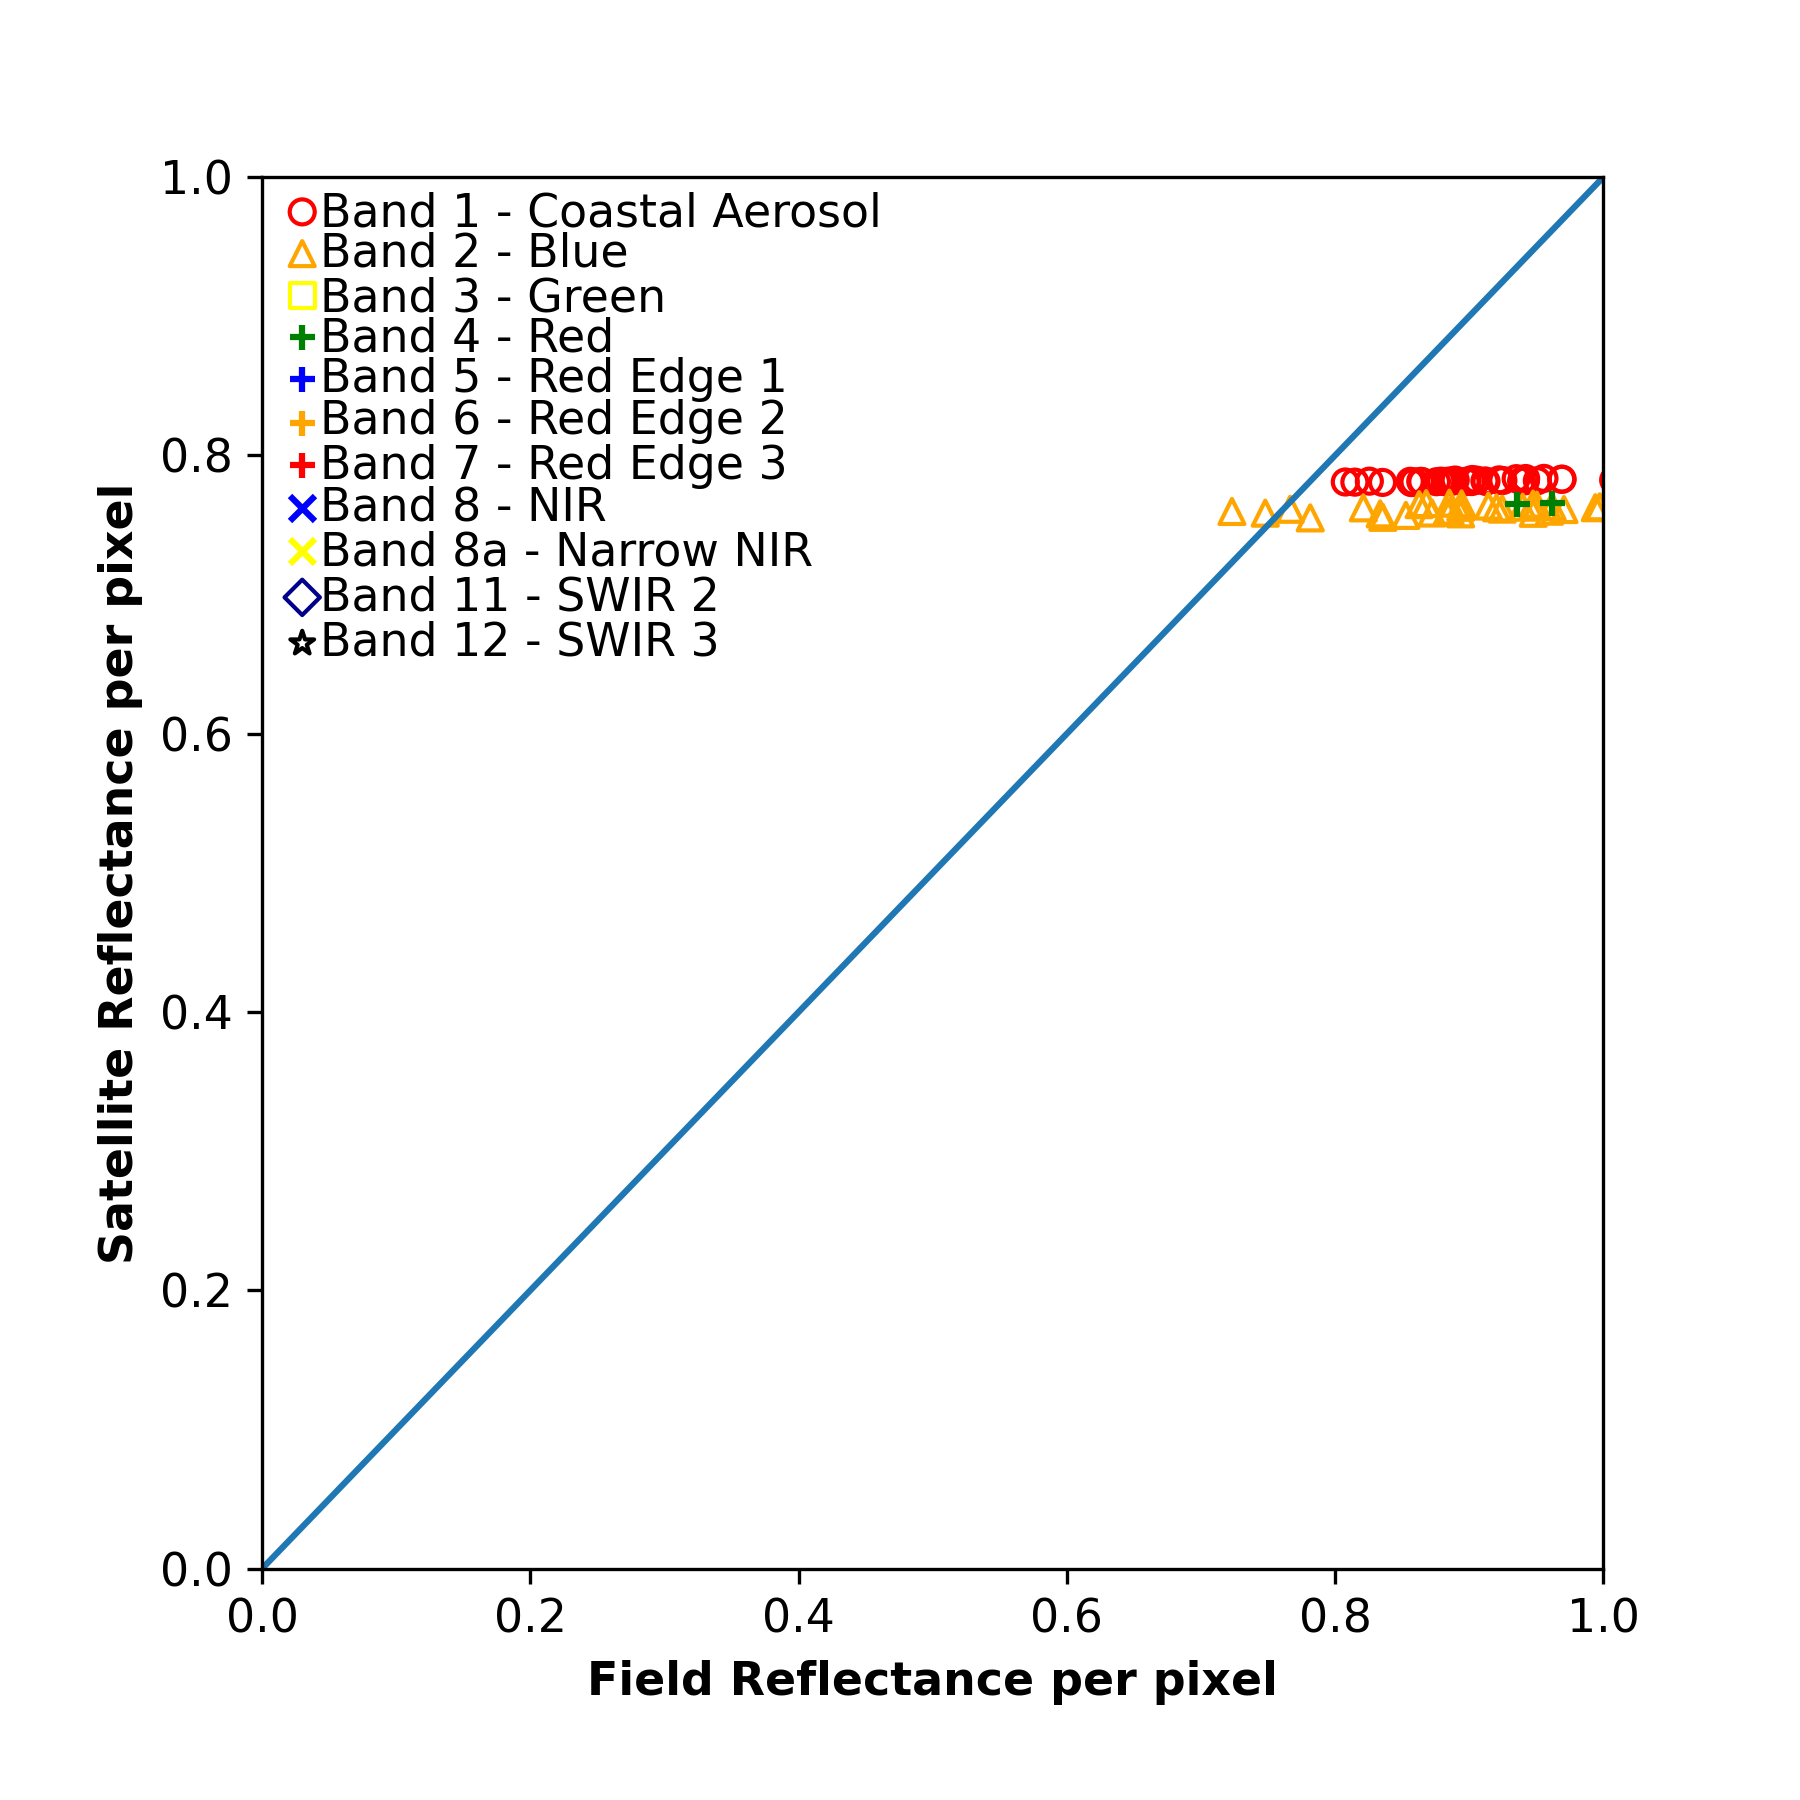 1.0
Band 1 - Coastal Aerosol
Band 2 - Blue
Band 3 - Green
Band 4 - Red
Band 5 - Red Edge 1
Band 6 - Red Edge 2
Band 7 - Red Edge 3
Band 8 - NIR
Band 8a - Narrow NIR
Band 11 - SWIR 2
Band 12 - SWIR 3
0.8
0.6
0.4
0.2
0.0
Satellite Reflectance per pixel
0.0 0.2 0.4 0.6 0.8 1.0
Field Reflectance per pixel